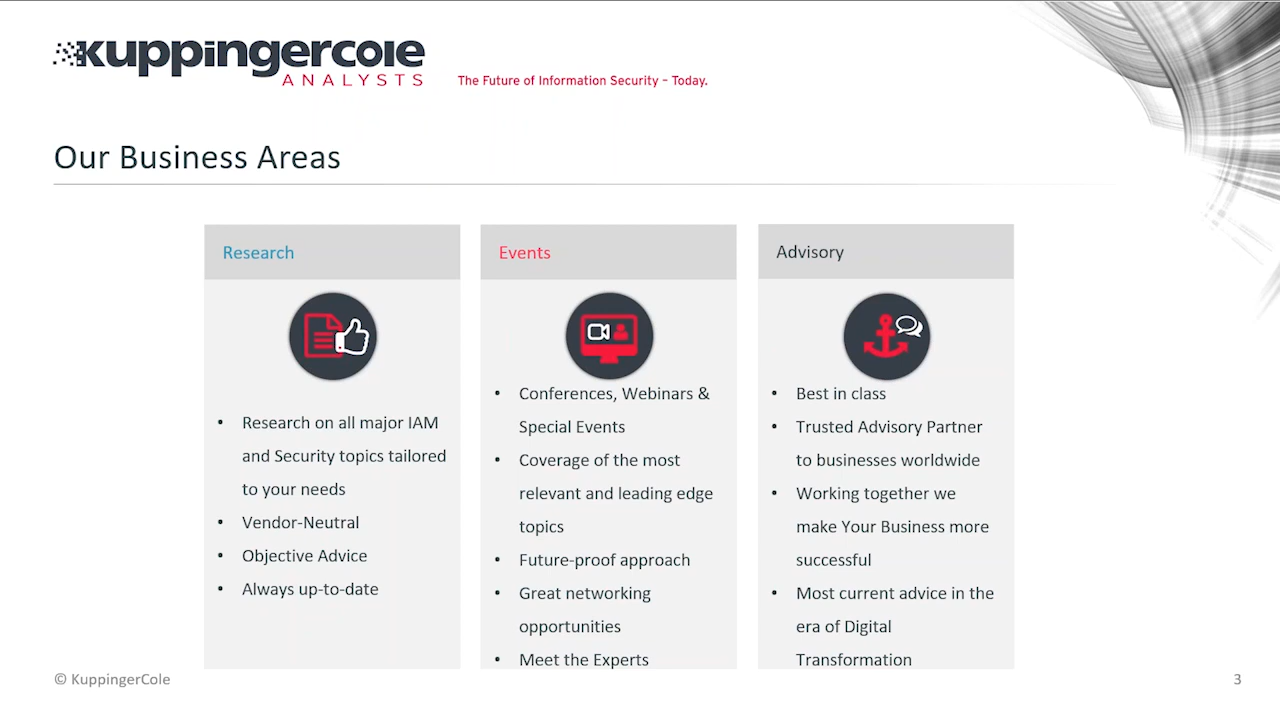 kuppingercole
ANALYSTS
The Future of Information Security – Today.
Our Business Areas
Research
• Research on all major IAM
and Security topics tailored
to your needs
• Vendor-Neutral
• Objective Advice
• Always up-to-date
Events
• Conferences, Webinars &
Special Events
• Coverage of the most
relevant and leading edge
topics
• Future-proof approach
• Great networking
opportunities
• Meet the Experts
Advisory
• Best in class
• Trusted Advisory Partner
to businesses worldwide
• Working together we
make Your Business more
successful
• Most current advice in the
era of Digital
Transformation
© KuppingerCole
3